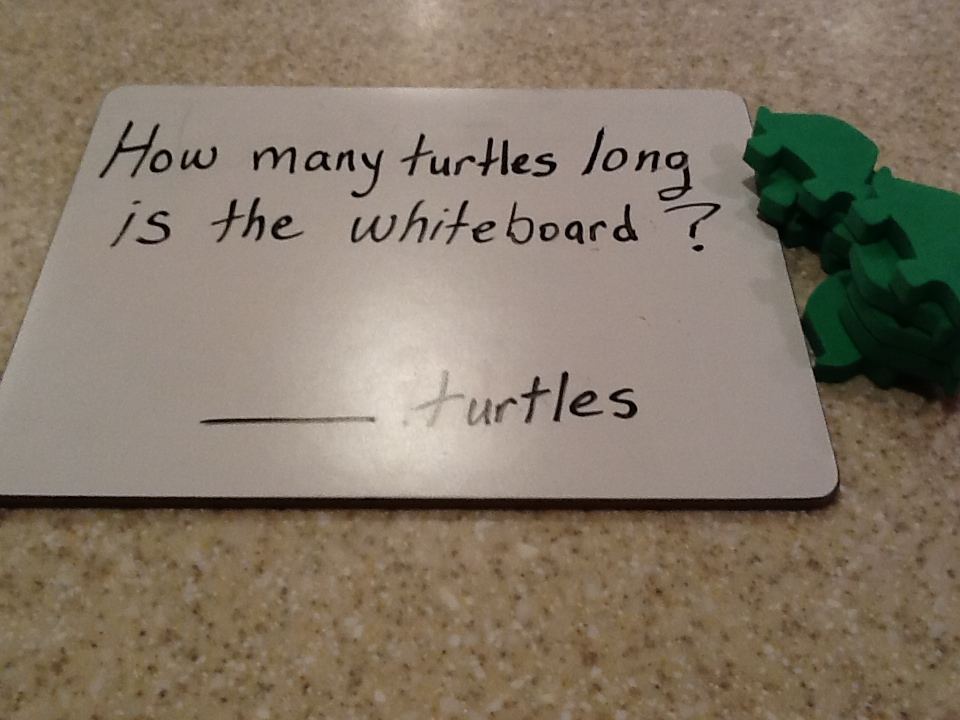 How many turtles long
is the whiteboard?
_____ turtles